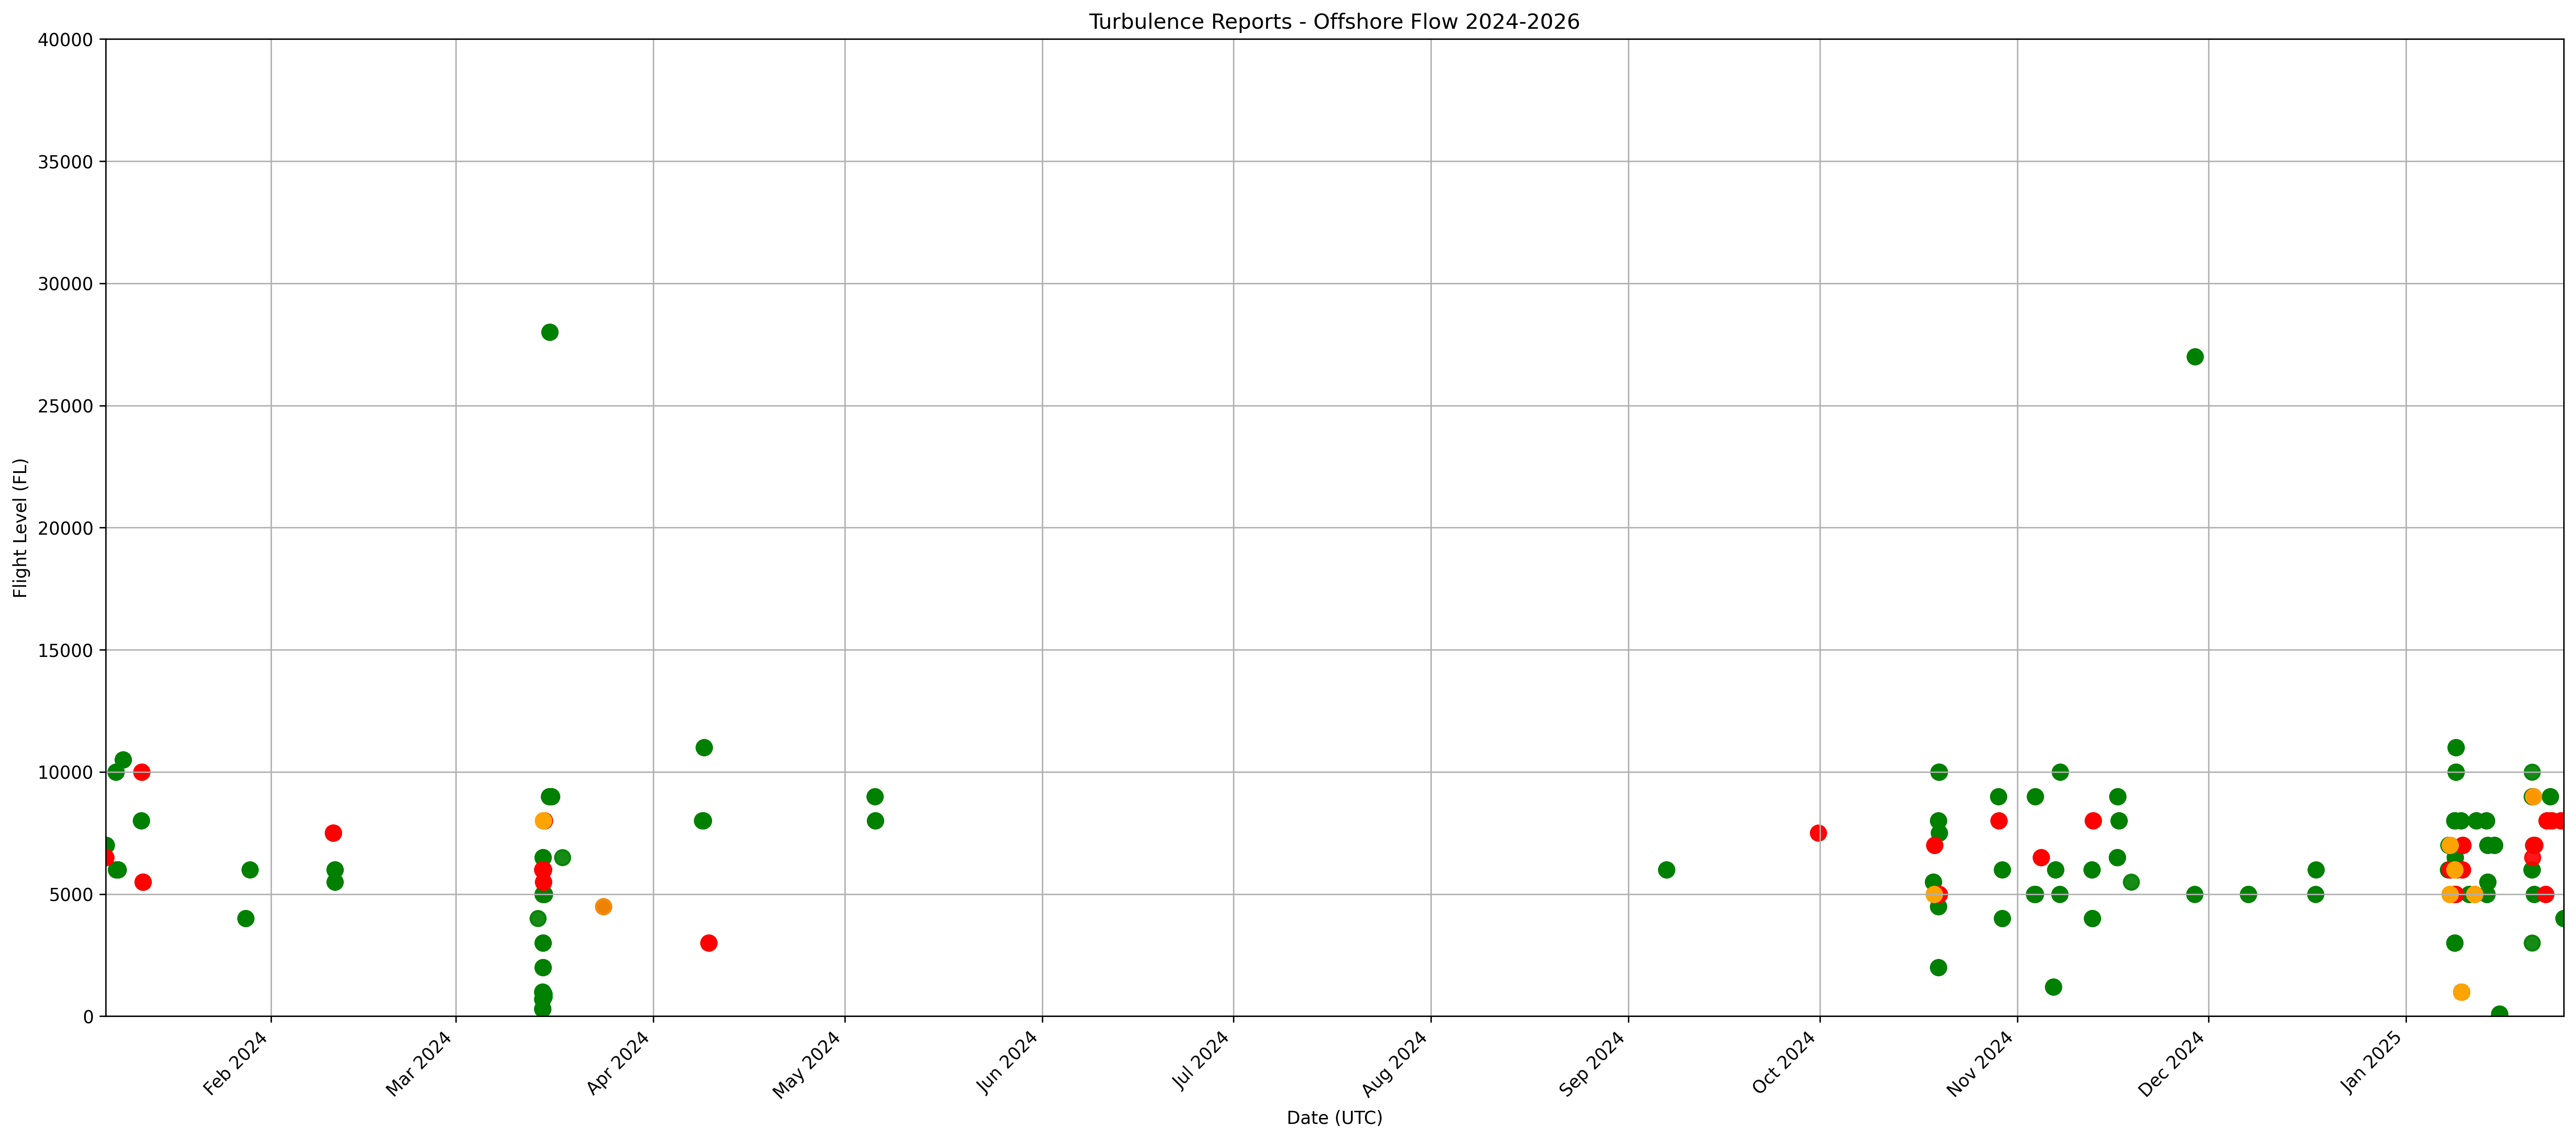 Turbulence Reports - Offshore Flow 2024-2026
40000
35000
30000
25000
20000
15000
10000
5000
0
Flight Level (FL)
Feb 2024
Mar 2024
Apr 2024
May 2024
Jun 2024
Jul 2024
Aug 2024
Sep 2024
Oct 2024
Nov 2024
Dec 2024
Jan 2025
Date (UTC)